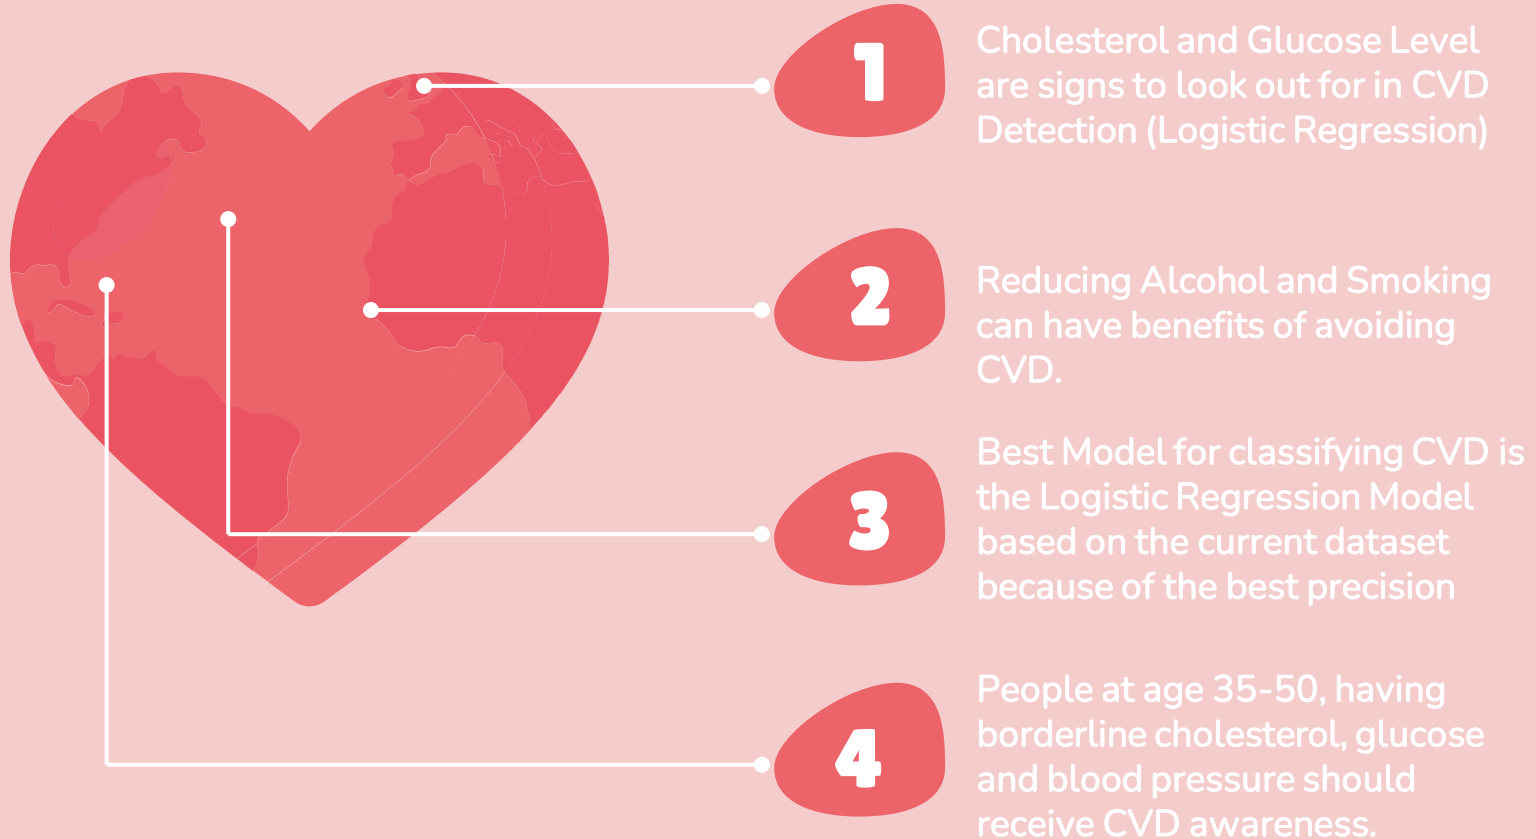 1
Cholesterol and Glucose Level
are signs to look out for in CVD
Detection (Logistic Regression)
2
Reducing Alcohol and Smoking
can have benefits of avoiding
CVD.
3
Best Model for classifying CVD is
the Logistic Regression Model
based on the current dataset
because of the best precision
4
People at age 35-50, having
borderline cholesterol, glucose
and blood pressure should
receive CVD awareness.